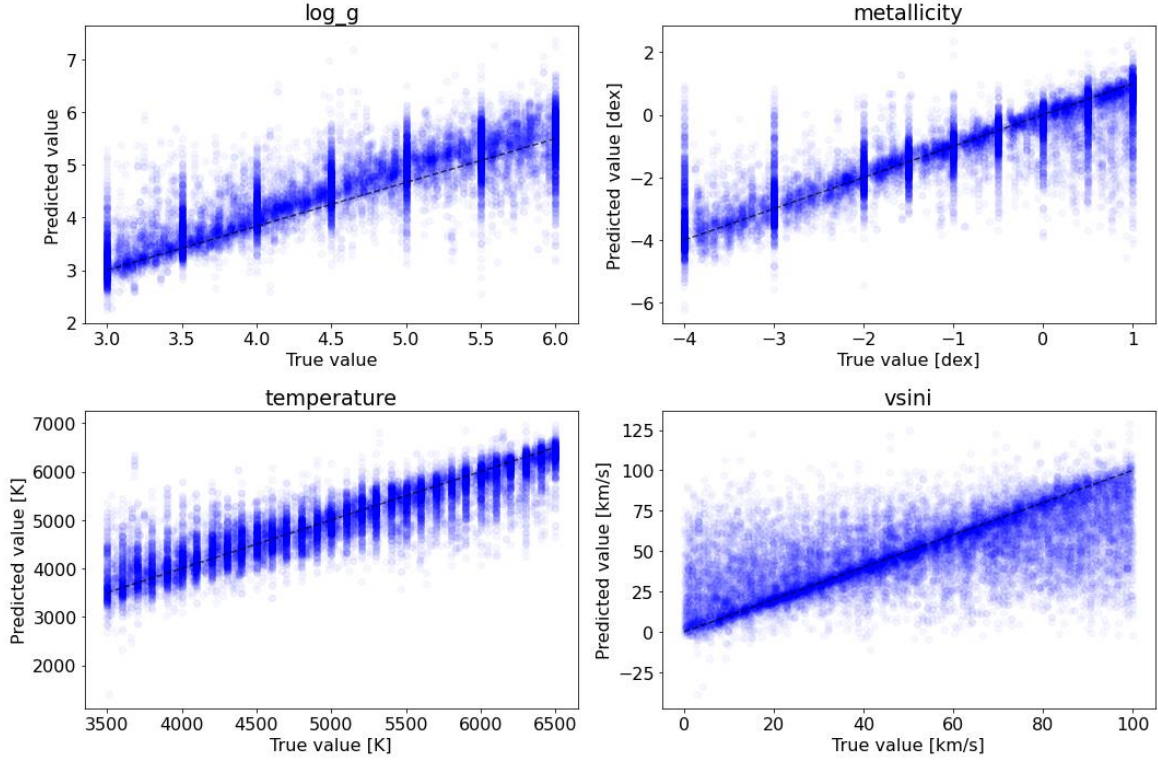 log_g
7
6
5
4
3
2
Predicted value
3.0 3.5 4.0 4.5 5.0 5.5 6.0
True value
metallicity
2
0
−2
−4
−6
Predicted value [dex]
−4 −3 −2 −1 0 1
True value [dex]
temperature
7000
6000
5000
4000
3000
2000
Predicted value [K]
3500 4000 4500 5000 5500 6000 6500
True value [K]
vsini
125
100
75
50
25
0
−25
Predicted value [km/s]
0 20 40 60 80 100
True value [km/s]